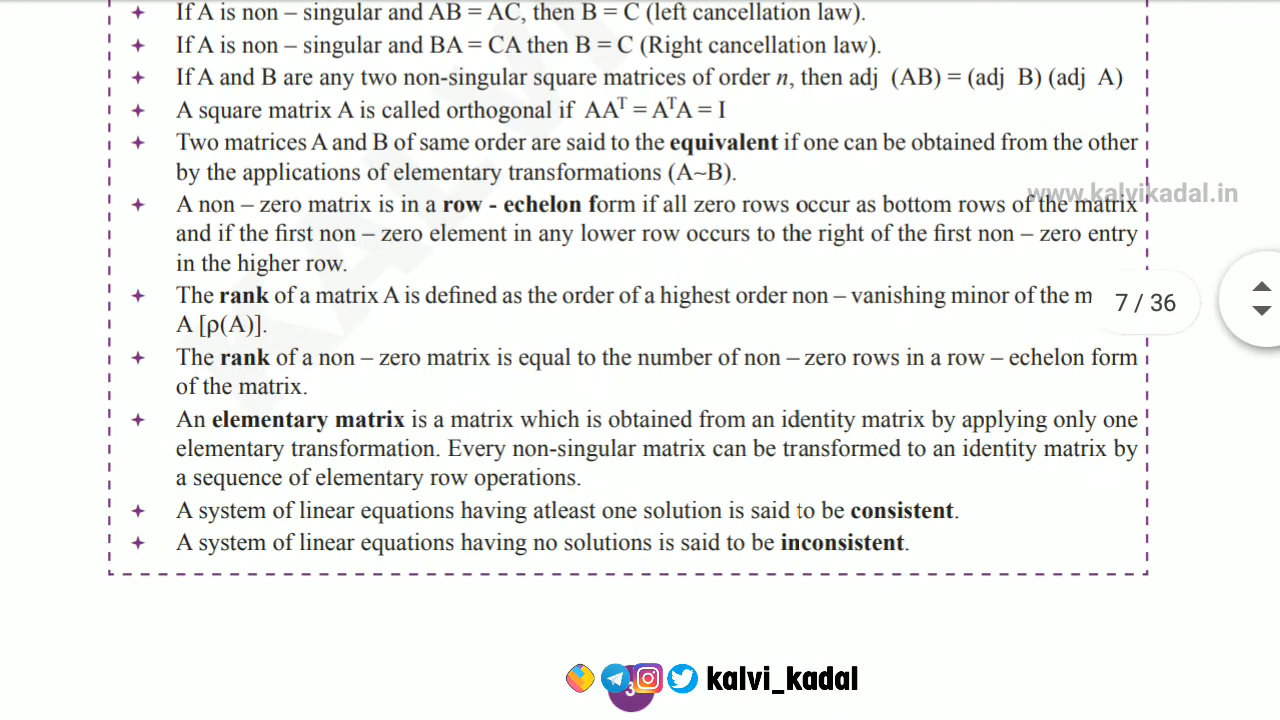 If A is non – singular and AB = AC, then B = C (left cancellation law).
If A is non – singular and BA = CA then B = C (Right cancellation law).
If A and B are any two non-singular square matrices of order n, then adj (AB) = (adj B) (adj A)
A square matrix A is called orthogonal if AAᵀ = AᵀA = I
Two matrices A and B of same order are said to the equivalent if one can be obtained from the other
by the applications of elementary transformations (A~B).
www.kalvikadal.in
A non – zero matrix is in a row - echelon form if all zero rows occur as bottom rows of the matrix
and if the first non – zero element in any lower row occurs to the right of the first non – zero entry
in the higher row.
The rank of a matrix A is defined as the order of a highest order non – vanishing minor of the m
7 / 36
A [ρ(A)].
The rank of a non – zero matrix is equal to the number of non – zero rows in a row – echelon form
of the matrix.
An elementary matrix is a matrix which is obtained from an identity matrix by applying only one
elementary transformation. Every non-singular matrix can be transformed to an identity matrix by
a sequence of elementary row operations.
A system of linear equations having atleast one solution is said to be consistent.
A system of linear equations having no solutions is said to be inconsistent.
kalvi_kadal